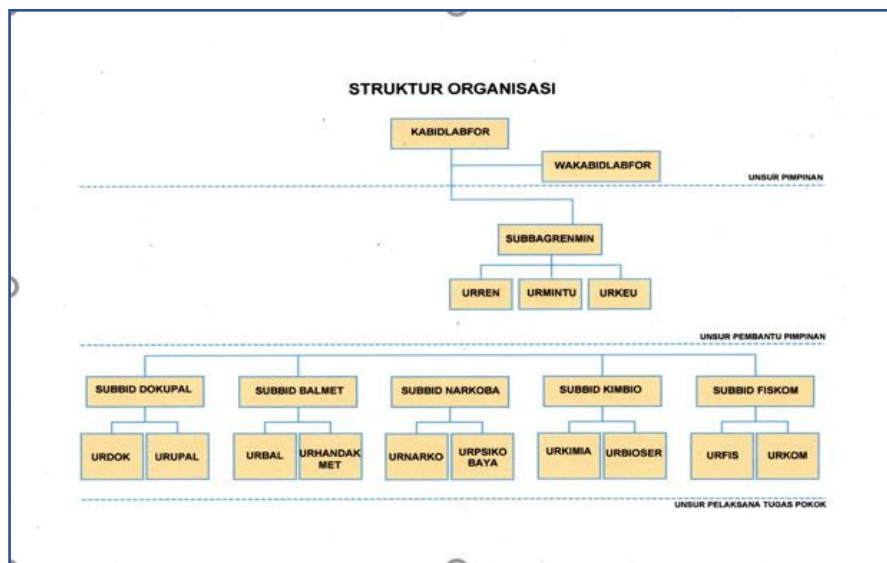 STRUKTUR ORGANISASI
KABIDLABFOR
WAKABIDLABFOR
UNSUR PIMPINAN
SUBBAGRENMIN
URREN
URMINTU
URKEU
UNSUR PEMBANTU PIMPINAN
SUBBID DOKUPAL
SUBBID BALMET
SUBBID NARKOBA
SUBBID KIMBIO
SUBBID FISKOM
URDOK
URUPAL
URBAL
URHANDAK
MET
URNARKO
URPSIKO
BAYA
URKIMIA
URBIOSER
URFIS
URKOM
UNSUR PELAKSANA TUGAS POKOK